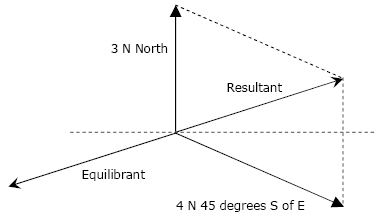 3 N North
Resultant
Equilibrant
4 N 45 degrees S of E